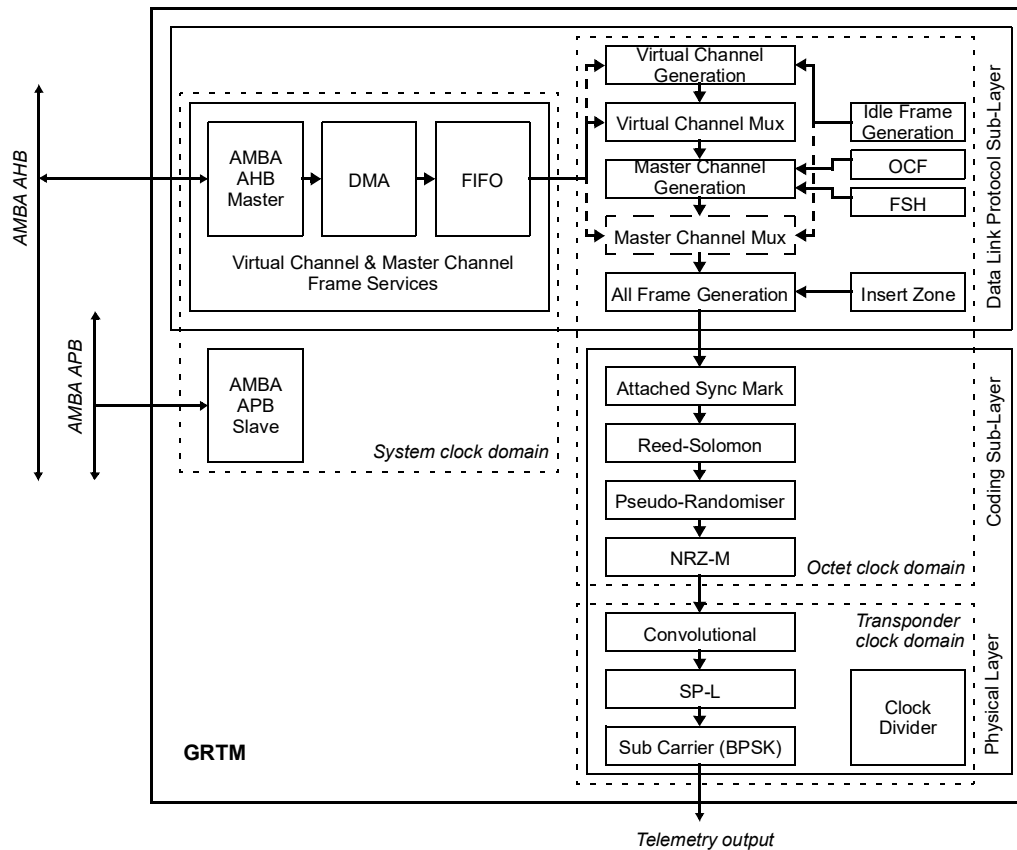 AMBA AHB
AMBA APB
AMBA
AHB
Master
DMA
FIFO
Virtual Channel & Master Channel
Frame Services
AMBA
APB
Slave
System clock domain
Virtual Channel
Generation
Virtual Channel Mux
Master Channel
Generation
Master Channel Mux
All Frame Generation
Idle Frame
Generation
OCF
FSH
Insert Zone
Data Link Protocol Sub-Layer
Attached Sync Mark
Reed-Solomon
Pseudo-Randomiser
NRZ-M
Octet clock domain
Coding Sub-Layer
Convolutional
SP-L
Sub Carrier (BPSK)
Transponder
clock domain
Clock
Divider
Physical Layer
GRTM
Telemetry output